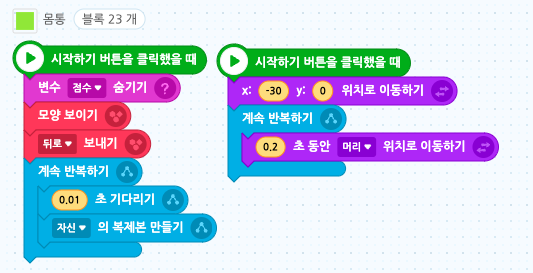 몸통 블록 23 개
시작하기 버튼을 클릭했을 때
변수 점수 숨기기 ?
모양 보이기
뒤로 보내기
계속 반복하기
0.01 초 기다리기
자신 의 복제본 만들기
시작하기 버튼을 클릭했을 때
x: -30 y: 0 위치로 이동하기
계속 반복하기
0.2 초 동안 머리 위치로 이동하기